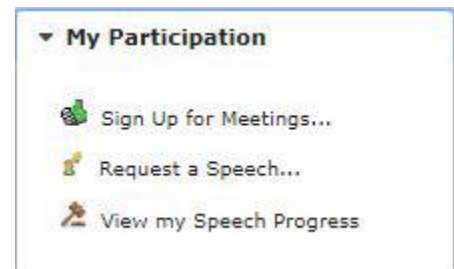 My Participation
Sign Up for Meetings...
Request a Speech...
View my Speech Progress